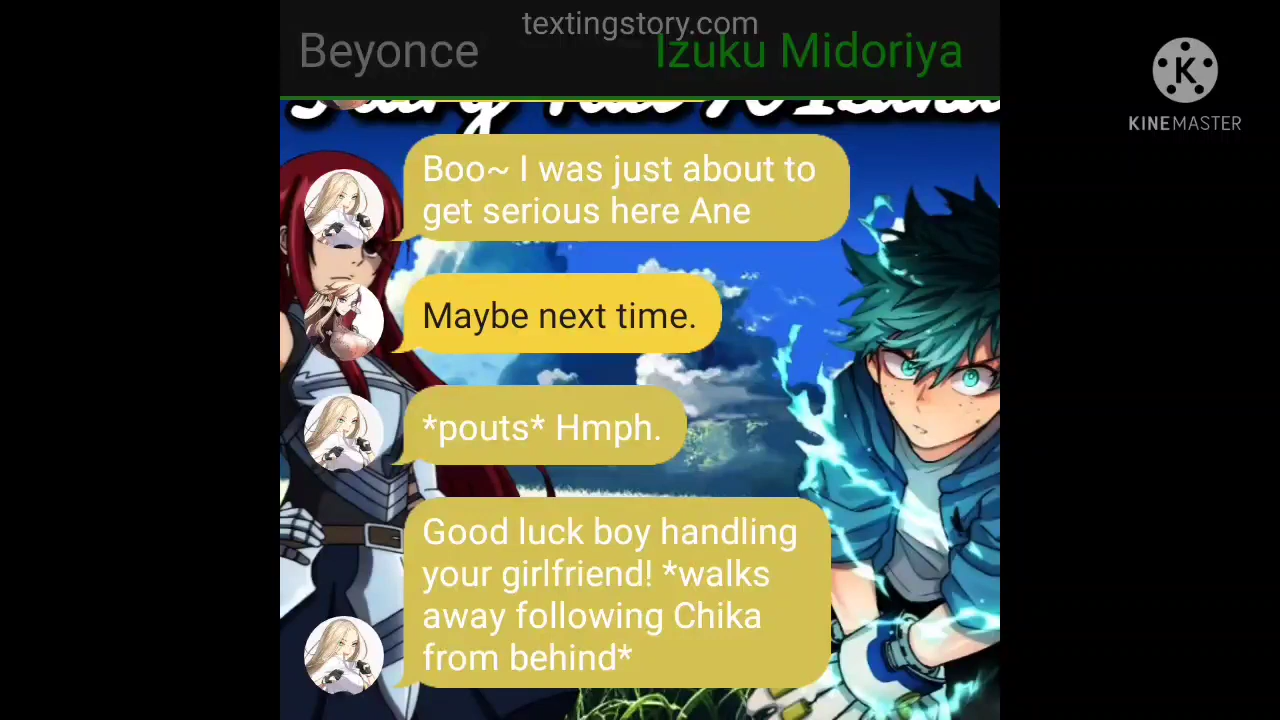 textingstory.com
Beyonce
Izuku Midoriya
KINEMASTER
Boo~ I was just about to
get serious here Ane
Maybe next time.
*pouts* Hmph.
Good luck boy handling
your girlfriend! *walks
away following Chika
from behind*